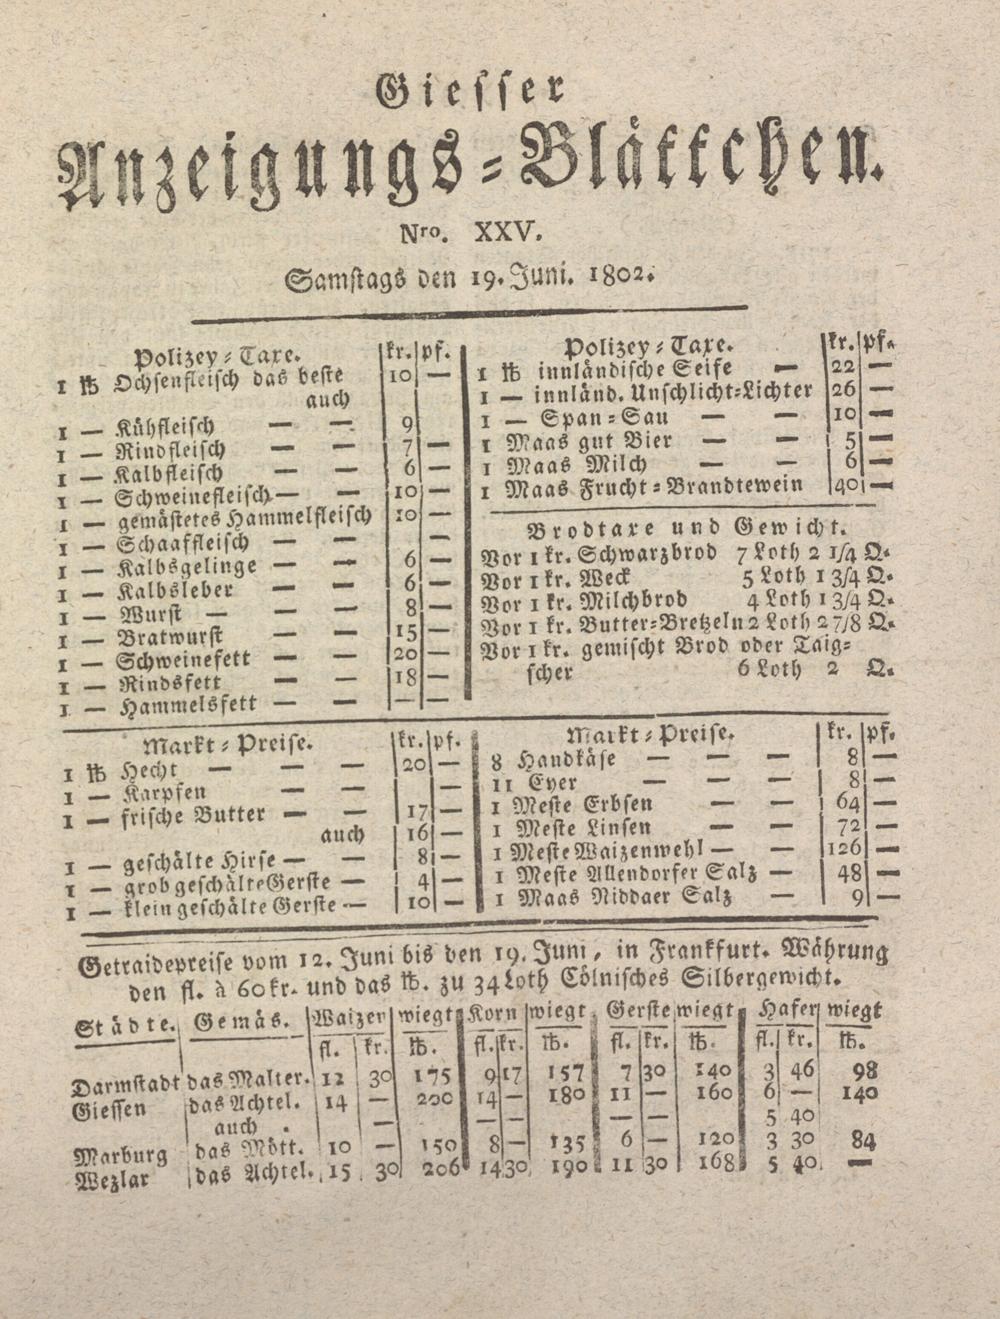 Giesser
Anzeigungs-Blättchen.
Nro. XXV.
Samstags den 19. Juni. 1802.
Polizey-Taxe. kr. pf.
1 ℔ Ochsenfleisch das beste 10 —
auch
1 — Kühfleisch — — 9
1 — Rindfleisch — — 7 —
1 — Kalbfleisch — — 6 —
1 — Schweinefleisch — — 10 —
1 — gemästetes Hammelfleisch 10 —
1 — Schaaffleisch — — —
1 — Kalbsgelinge — — 6 —
1 — Kalbsleber — — 6 —
1 — Wurst — — — 8 —
1 — Bratwurst — — 15 —
1 — Schweinefett — — 20 —
1 — Rindsfett — — 18 —
1 — Hammelsfett — — — —
Polizey-Taxe. kr. pf.
1 ℔ innländische Seife — 22 —
1 — innländ. Unschlicht-Lichter 26 —
1 — Span-Sau — — 10 —
1 Maas gut Bier — — 5 —
1 Maas Milch — — 6 —
1 Maas Frucht-Brandtewein 40 —
Brodtaxe und Gewicht.
Vor 1 kr. Schwarzbrod 7 Loth 2 1/4 Q.
Vor 1 kr. Weck 5 Loth 1 3/4 Q.
Vor 1 kr. Milchbrod 4 Loth 1 3/4 Q.
Vor 1 kr. Butter-Bretzeln 2 Loth 2 7/8 Q.
Vor 1 kr. gemischt Brod oder Taig-
scher 6 Loth 2 Q.
Markt-Preise. kr. pf.
1 ℔ Hecht — — — 20 —
1 — Karpfen — — —
1 — frische Butter — — 17 —
auch 16 —
1 — geschälte Hirse — — 8 —
1 — grob geschälte Gerste — 4 —
1 — klein geschälte Gerste — 10 —
Markt-Preise. kr. pf.
8 Handkäse — — — 8 —
11 Eyer — — — 8 —
1 Meste Erbsen — — 64 —
1 Meste Linsen — — 72 —
1 Meste Waizenwehl — — 126 —
1 Meste Allendorfer Salz — 48 —
1 Maas Niddaer Salz — 9 —
Getraidepreise vom 12. Juni bis den 19. Juni, in Frankfurt. Währung
den fl. à 60 kr. und das ℔. zu 34 Loth Cölnisches Silbergewicht.
Städte. Gemäs. Waizer wiegt Korn wiegt Gerste wiegt Hafer wiegt
fl. kr. ℔. fl. kr. ℔. fl. kr. ℔. fl. kr. ℔.
Darmstadt das Malter. 12 30 175 9 17 157 7 30 140 3 46 98
Giessen das Achtel. 14 — 200 14 — 180 11 — 160 6 — 140
auch — — — — — 5 40
Marburg das Mött. 10 — 150 8 — 135 6 — 120 3 30 84
Wezlar das Achtel. 15 30 206 14 30 190 11 30 168 5 40 —